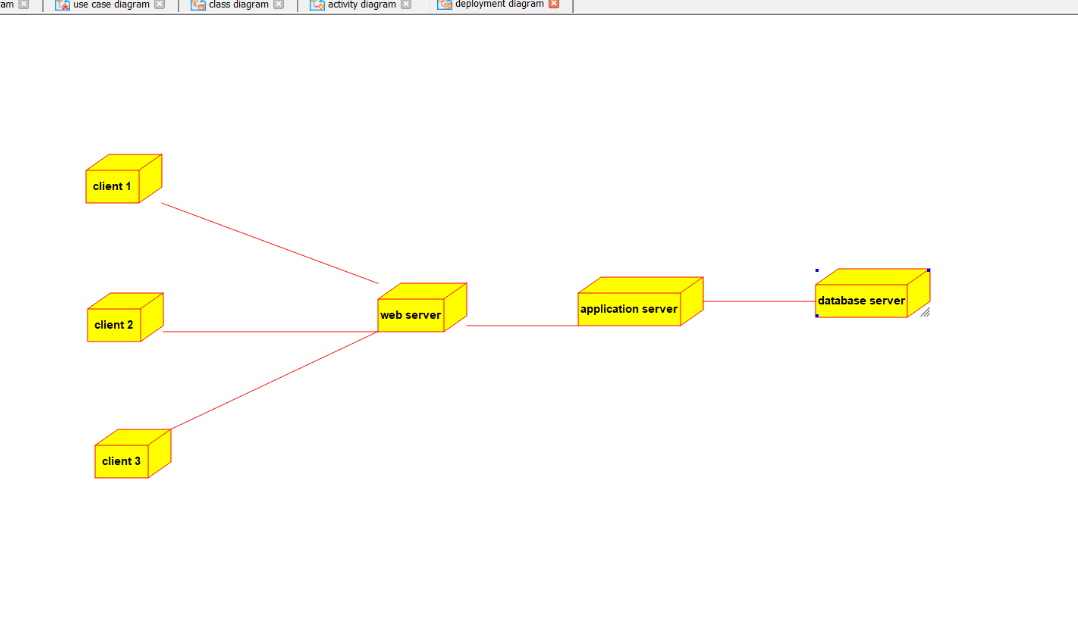 ram
use case diagram
class diagram
activity diagram
deployment diagram
client 1
client 2
web server
application server
database server
client 3